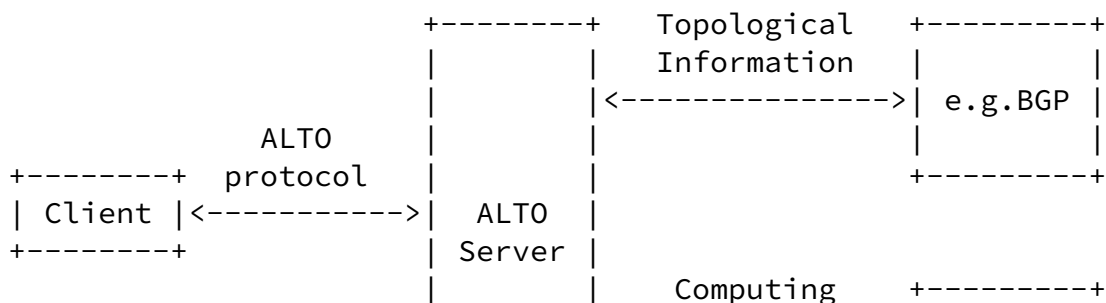 +--------+   Topological    +---------+
                         |        |   Information    |         |
                         |        |<---------------->| e.g.BGP |
               ALTO      |        |                  |         |
+--------+  protocol   |        |                  +---------+
| Client |<----------->|  ALTO  |
+--------+             | Server |
                         |        |    Computing     +---------+